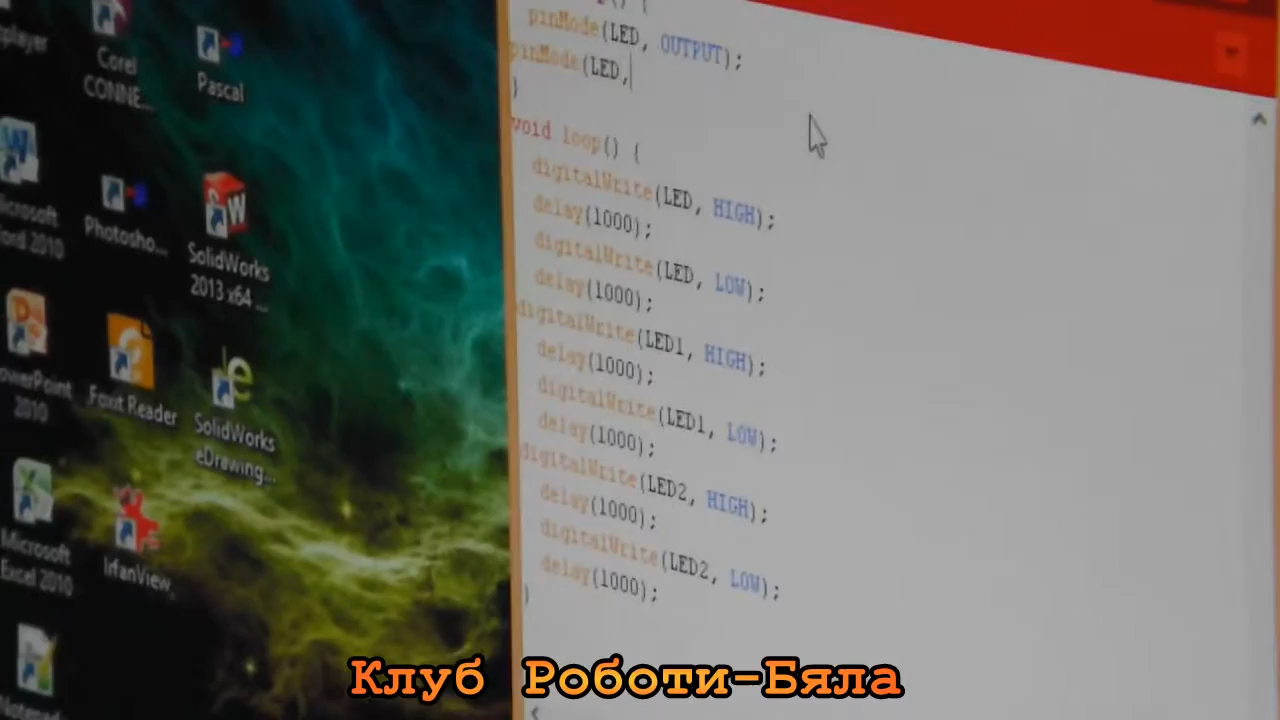 Corel
CONNE...
Pascal
Microsoft
Word 2010
Photosho...
SolidWorks
2013 x64 ...
PowerPoint
2010
Foxit Reader
SolidWorks
eDrawing...
Microsoft
Excel 2010
IrfanView
() {
pinMode(LED, OUTPUT);
pinMode(LED,
}
void loop() {
digitalWrite(LED, HIGH);
delay(1000);
digitalWrite(LED, LOW);
delay(1000);
digitalWrite(LED1, HIGH);
delay(1000);
digitalWrite(LED1, LOW);
delay(1000);
digitalWrite(LED2, HIGH);
delay(1000);
digitalWrite(LED2, LOW);
delay(1000);
}
Клуб Роботи-Бяла